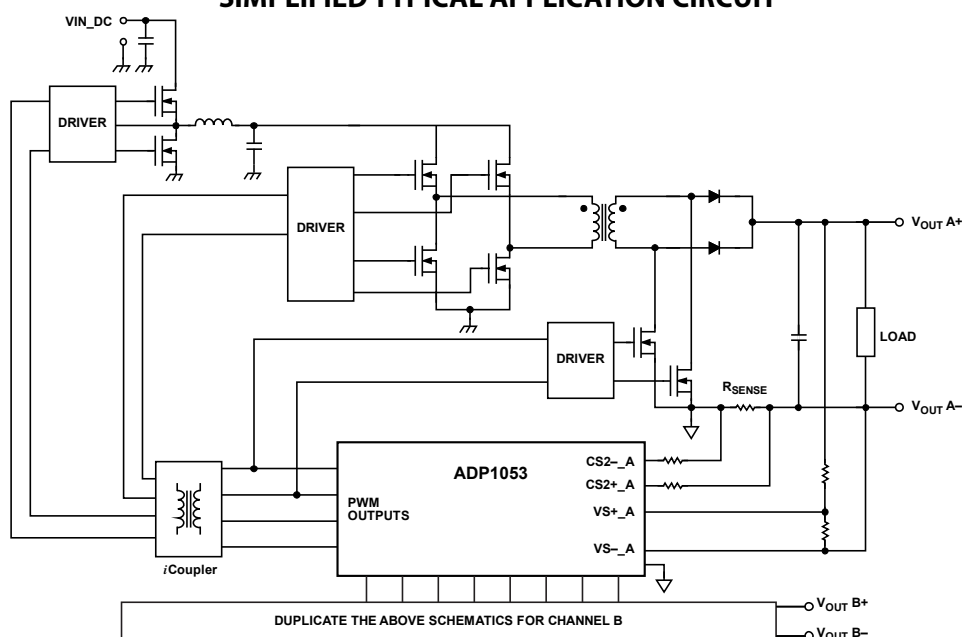 SIMPLIFIED TYPICAL APPLICATION CIRCUIT
VIN_DC
DRIVER
DRIVER
VOUT A+
LOAD
DRIVER
RSENSE
VOUT A–
ADP1053
CS2–_A
CS2+_A
PWM
OUTPUTS
VS+_A
VS–_A
iCoupler
DUPLICATE THE ABOVE SCHEMATICS FOR CHANNEL B
VOUT B+
VOUT B–